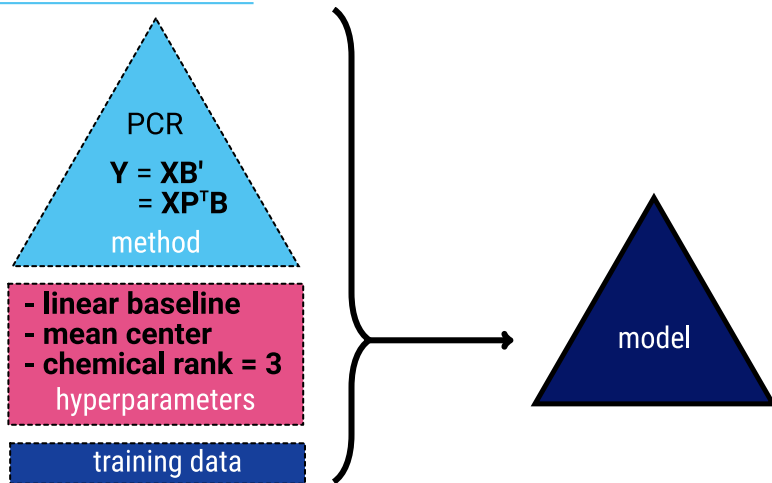 PCR
Y = XB'
= XPᵀB
method
- linear baseline
- mean center
- chemical rank = 3
hyperparameters
training data
model